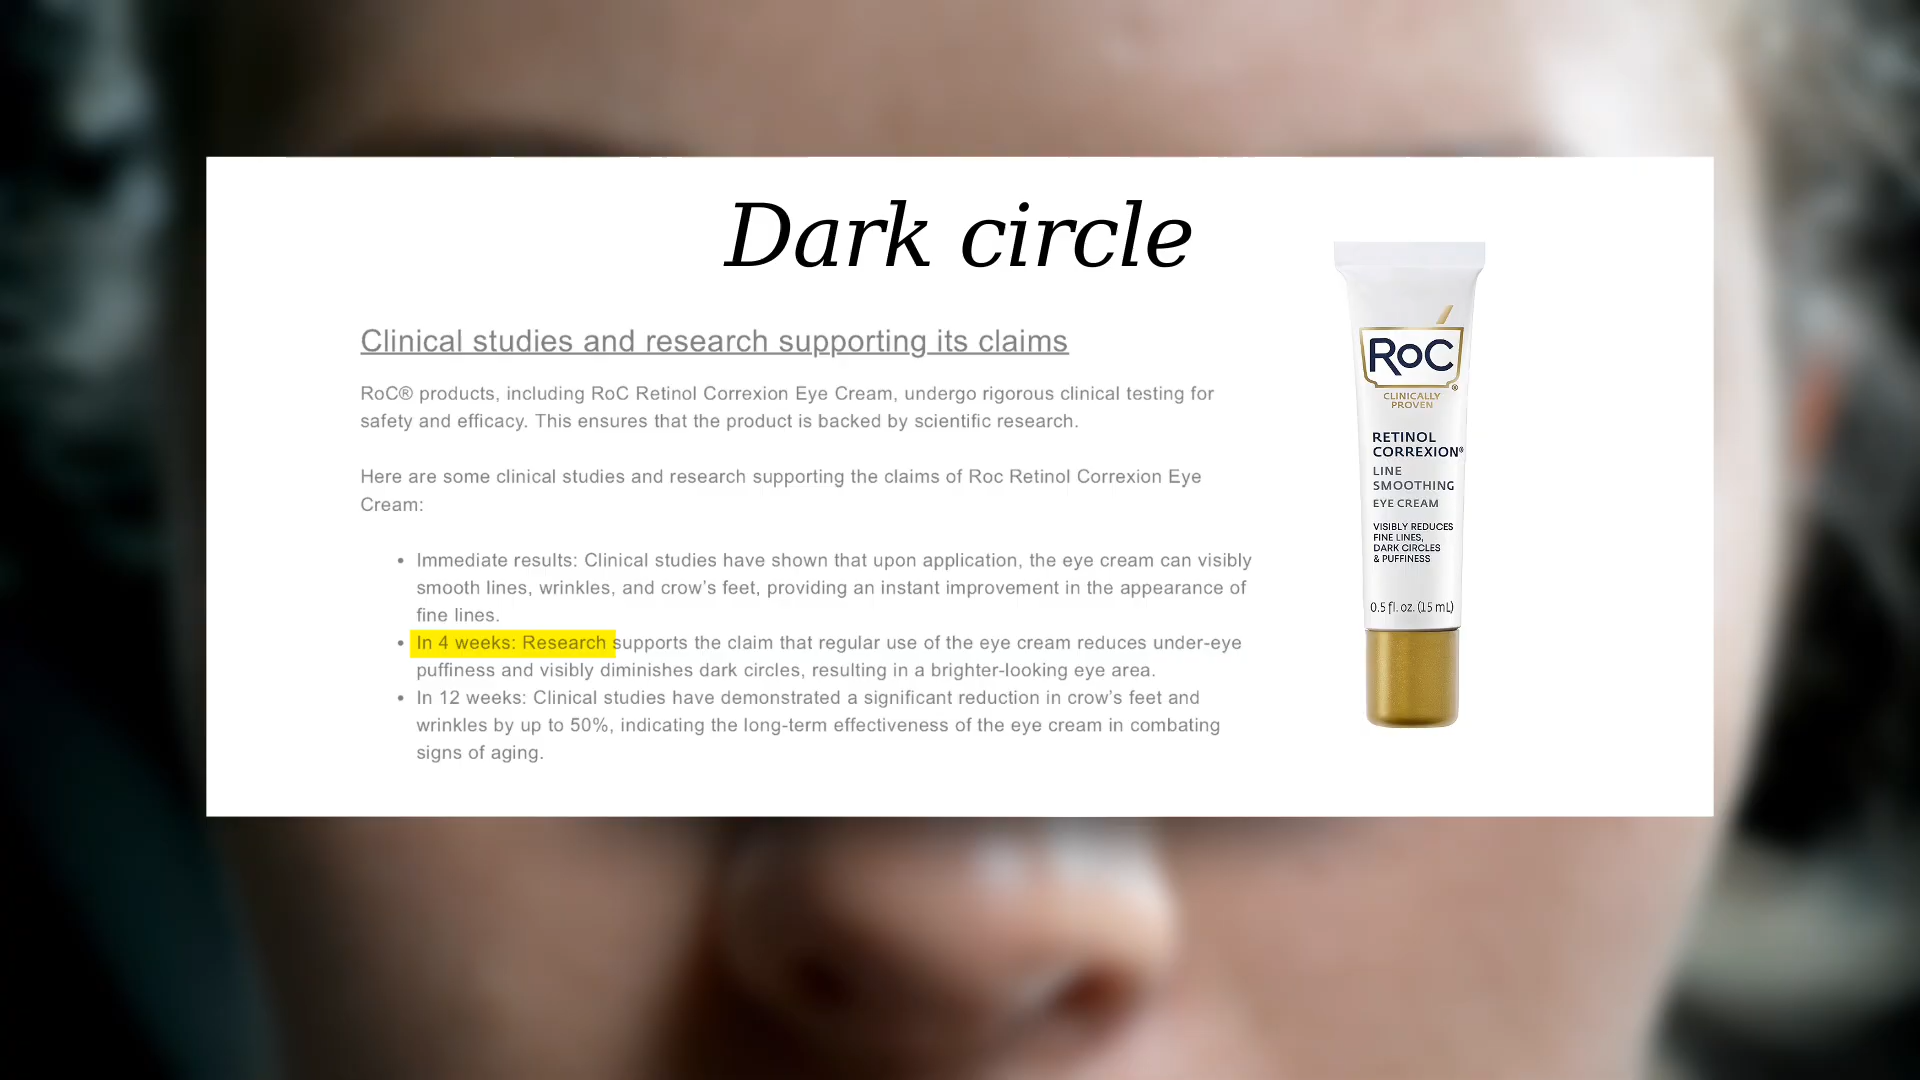 Dark circle
Clinical studies and research supporting its claims
RoC® products, including RoC Retinol Correxion Eye Cream, undergo rigorous clinical testing for
safety and efficacy. This ensures that the product is backed by scientific research.
Here are some clinical studies and research supporting the claims of Roc Retinol Correxion Eye
Cream:
• Immediate results: Clinical studies have shown that upon application, the eye cream can visibly
smooth lines, wrinkles, and crow’s feet, providing an instant improvement in the appearance of
fine lines.
• In 4 weeks: Research supports the claim that regular use of the eye cream reduces under-eye
puffiness and visibly diminishes dark circles, resulting in a brighter-looking eye area.
• In 12 weeks: Clinical studies have demonstrated a significant reduction in crow’s feet and
wrinkles by up to 50%, indicating the long-term effectiveness of the eye cream in combating
signs of aging.
RoC®
CLINICALLY
PROVEN
RETINOL
CORREXION®
LINE
SMOOTHING
EYE CREAM
VISIBLY REDUCES
FINE LINES,
DARK CIRCLES
& PUFFINESS
0.5 fl. oz. (15 mL)